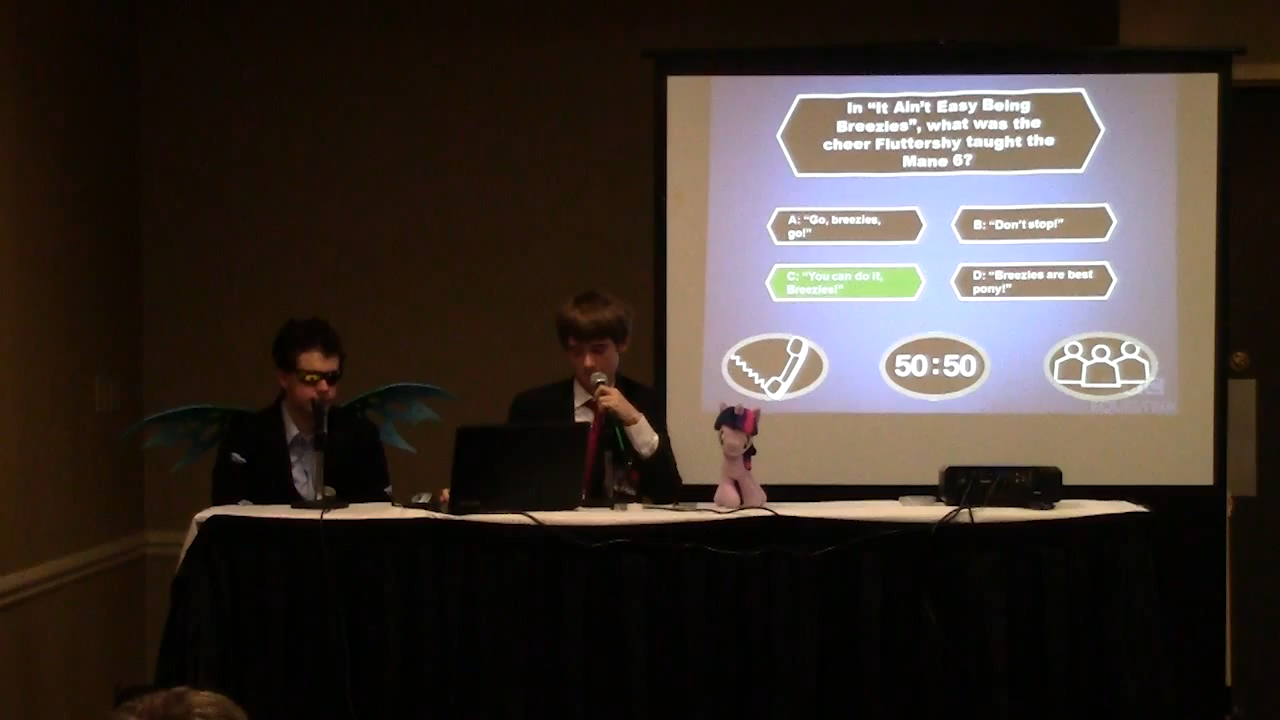 In “It Ain’t Easy Being
Breezies”, what was the
cheer Fluttershy taught the
Mane 6?
A: “Go, breezies,
go!”
B: “Don’t stop!”
C: “You can do it,
Breezies!”
D: “Breezies are best
pony!”
50:50